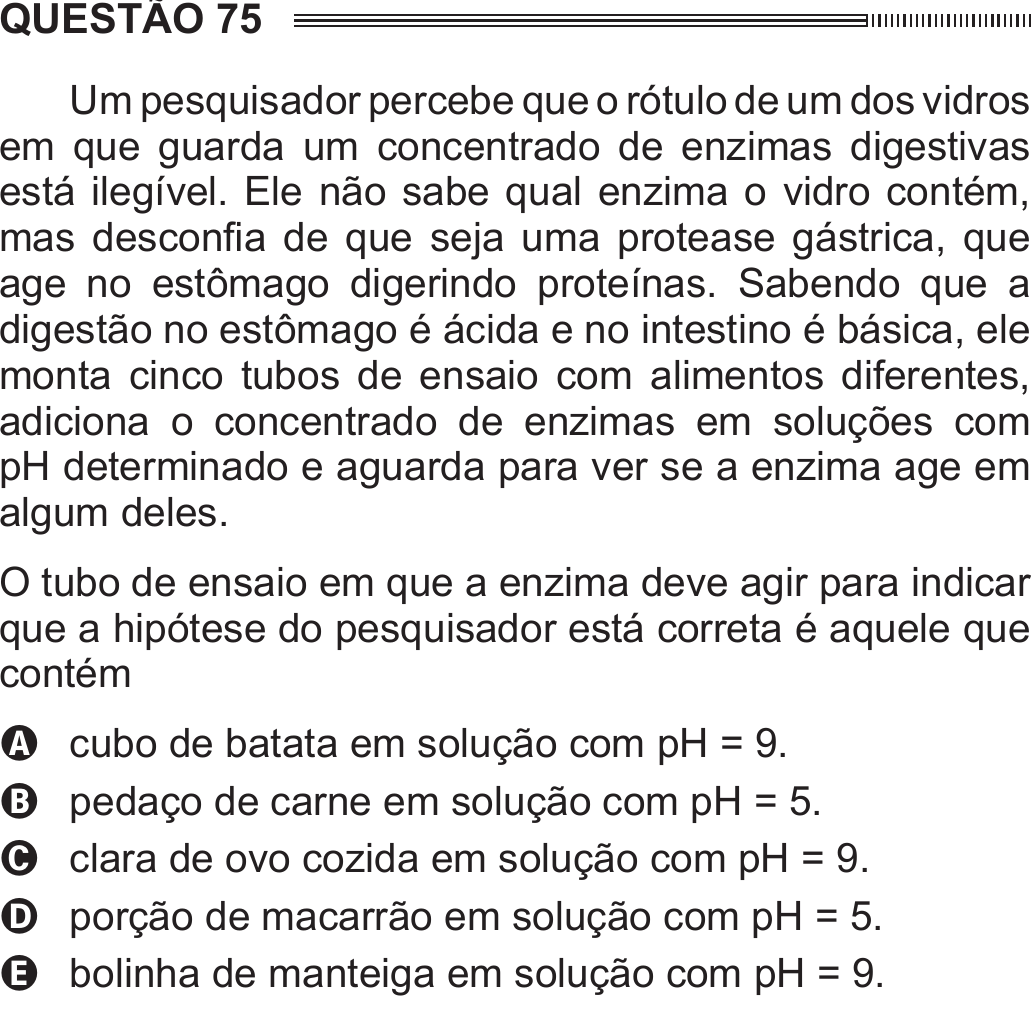 QUESTÃO 75
Um pesquisador percebe que o rótulo de um dos vidros
em que guarda um concentrado de enzimas digestivas
está ilegível. Ele não sabe qual enzima o vidro contém,
mas desconfia de que seja uma protease gástrica, que
age no estômago digerindo proteínas. Sabendo que a
digestão no estômago é ácida e no intestino é básica, ele
monta cinco tubos de ensaio com alimentos diferentes,
adiciona o concentrado de enzimas em soluções com
pH determinado e aguarda para ver se a enzima age em
algum deles.
O tubo de ensaio em que a enzima deve agir para indicar
que a hipótese do pesquisador está correta é aquele que
contém
A cubo de batata em solução com pH = 9.
B pedaço de carne em solução com pH = 5.
C clara de ovo cozida em solução com pH = 9.
D porção de macarrão em solução com pH = 5.
E bolinha de manteiga em solução com pH = 9.